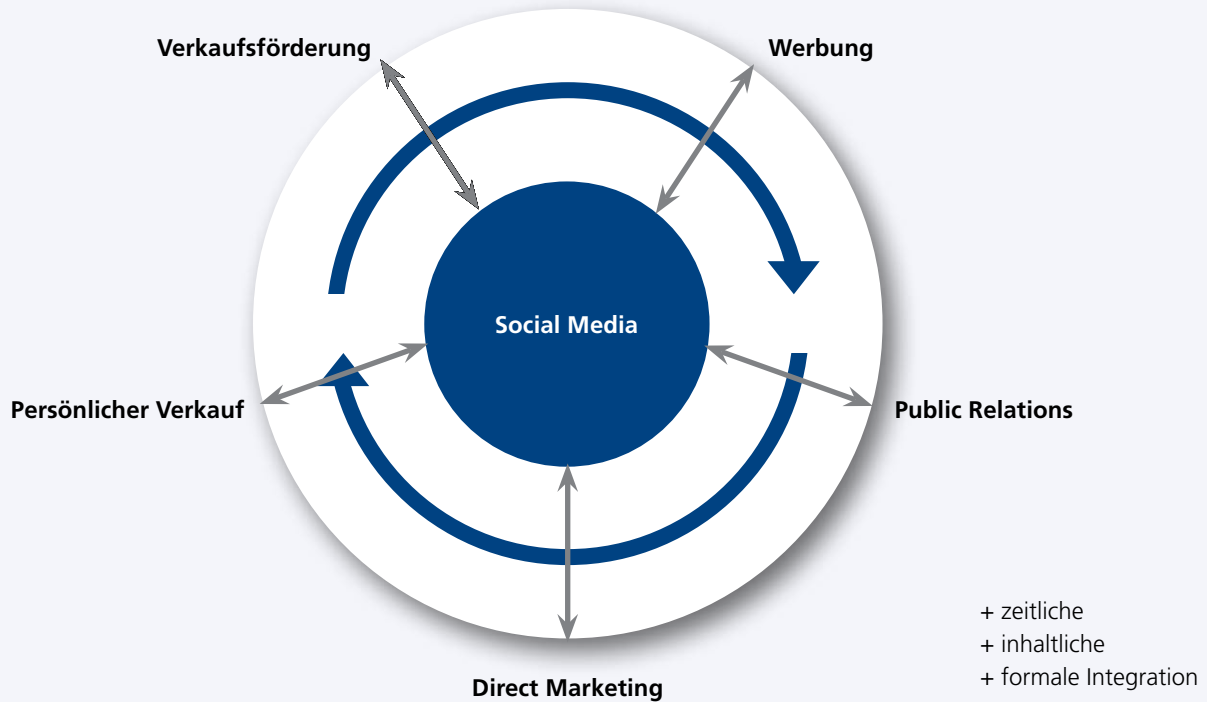 Verkaufsförderung
Werbung
Social Media
Persönlicher Verkauf
Public Relations
Direct Marketing
+ zeitliche
+ inhaltliche
+ formale Integration